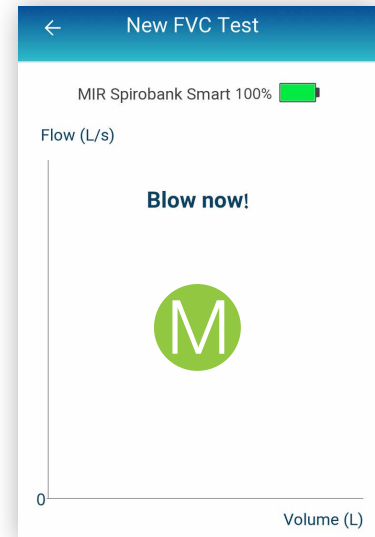 New FVC Test
MIR Spirobank Smart 100%
Flow (L/s)
Blow now!
M
0
Volume (L)